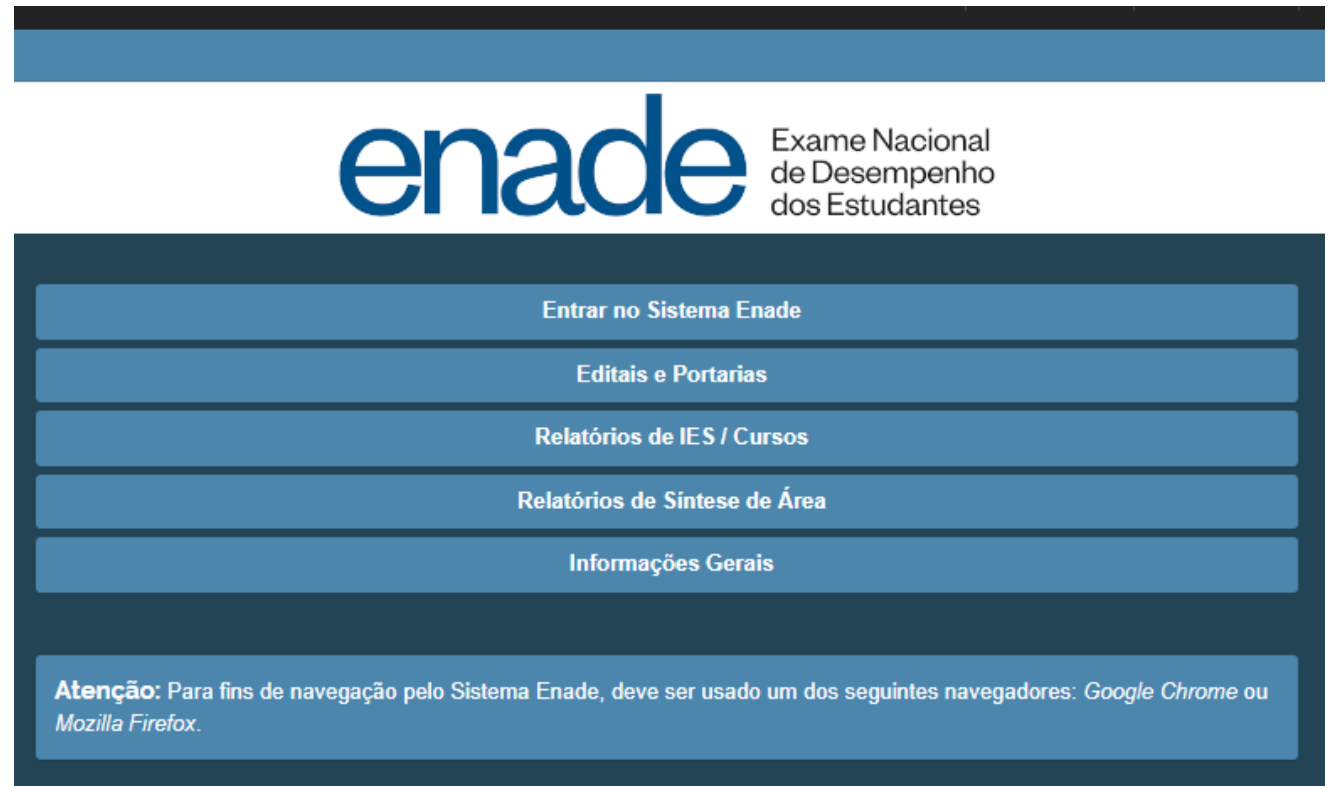 enade
Exame Nacional
de Desempenho
dos Estudantes
Entrar no Sistema Enade
Editais e Portarias
Relatórios de IES / Cursos
Relatórios de Síntese de Área
Informações Gerais
Atenção: Para fins de navegação pelo Sistema Enade, deve ser usado um dos seguintes navegadores: Google Chrome ou
Mozilla Firefox.